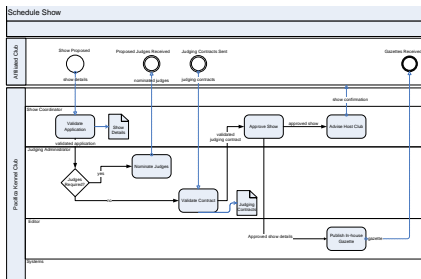 Schedule Show
Affiliated Club
Show Proposed
Proposed Judges Received
Judging Contracts Sent
Gazettes Received
show details
nominated judges
judging contracts
show confirmation
Pacifica Kennel Club
Show Coordinator
Validate
Application
Show
Details
validated
judging contract
Approve Show
approved show
Advise Host Club
validated application
Judging Administrator
Judges
Required?
yes
Nominate Judges
no
Validate Contract
Judging
Contracts
Editor
Approved show details
Publish In-house
Gazette
gazette
Systems